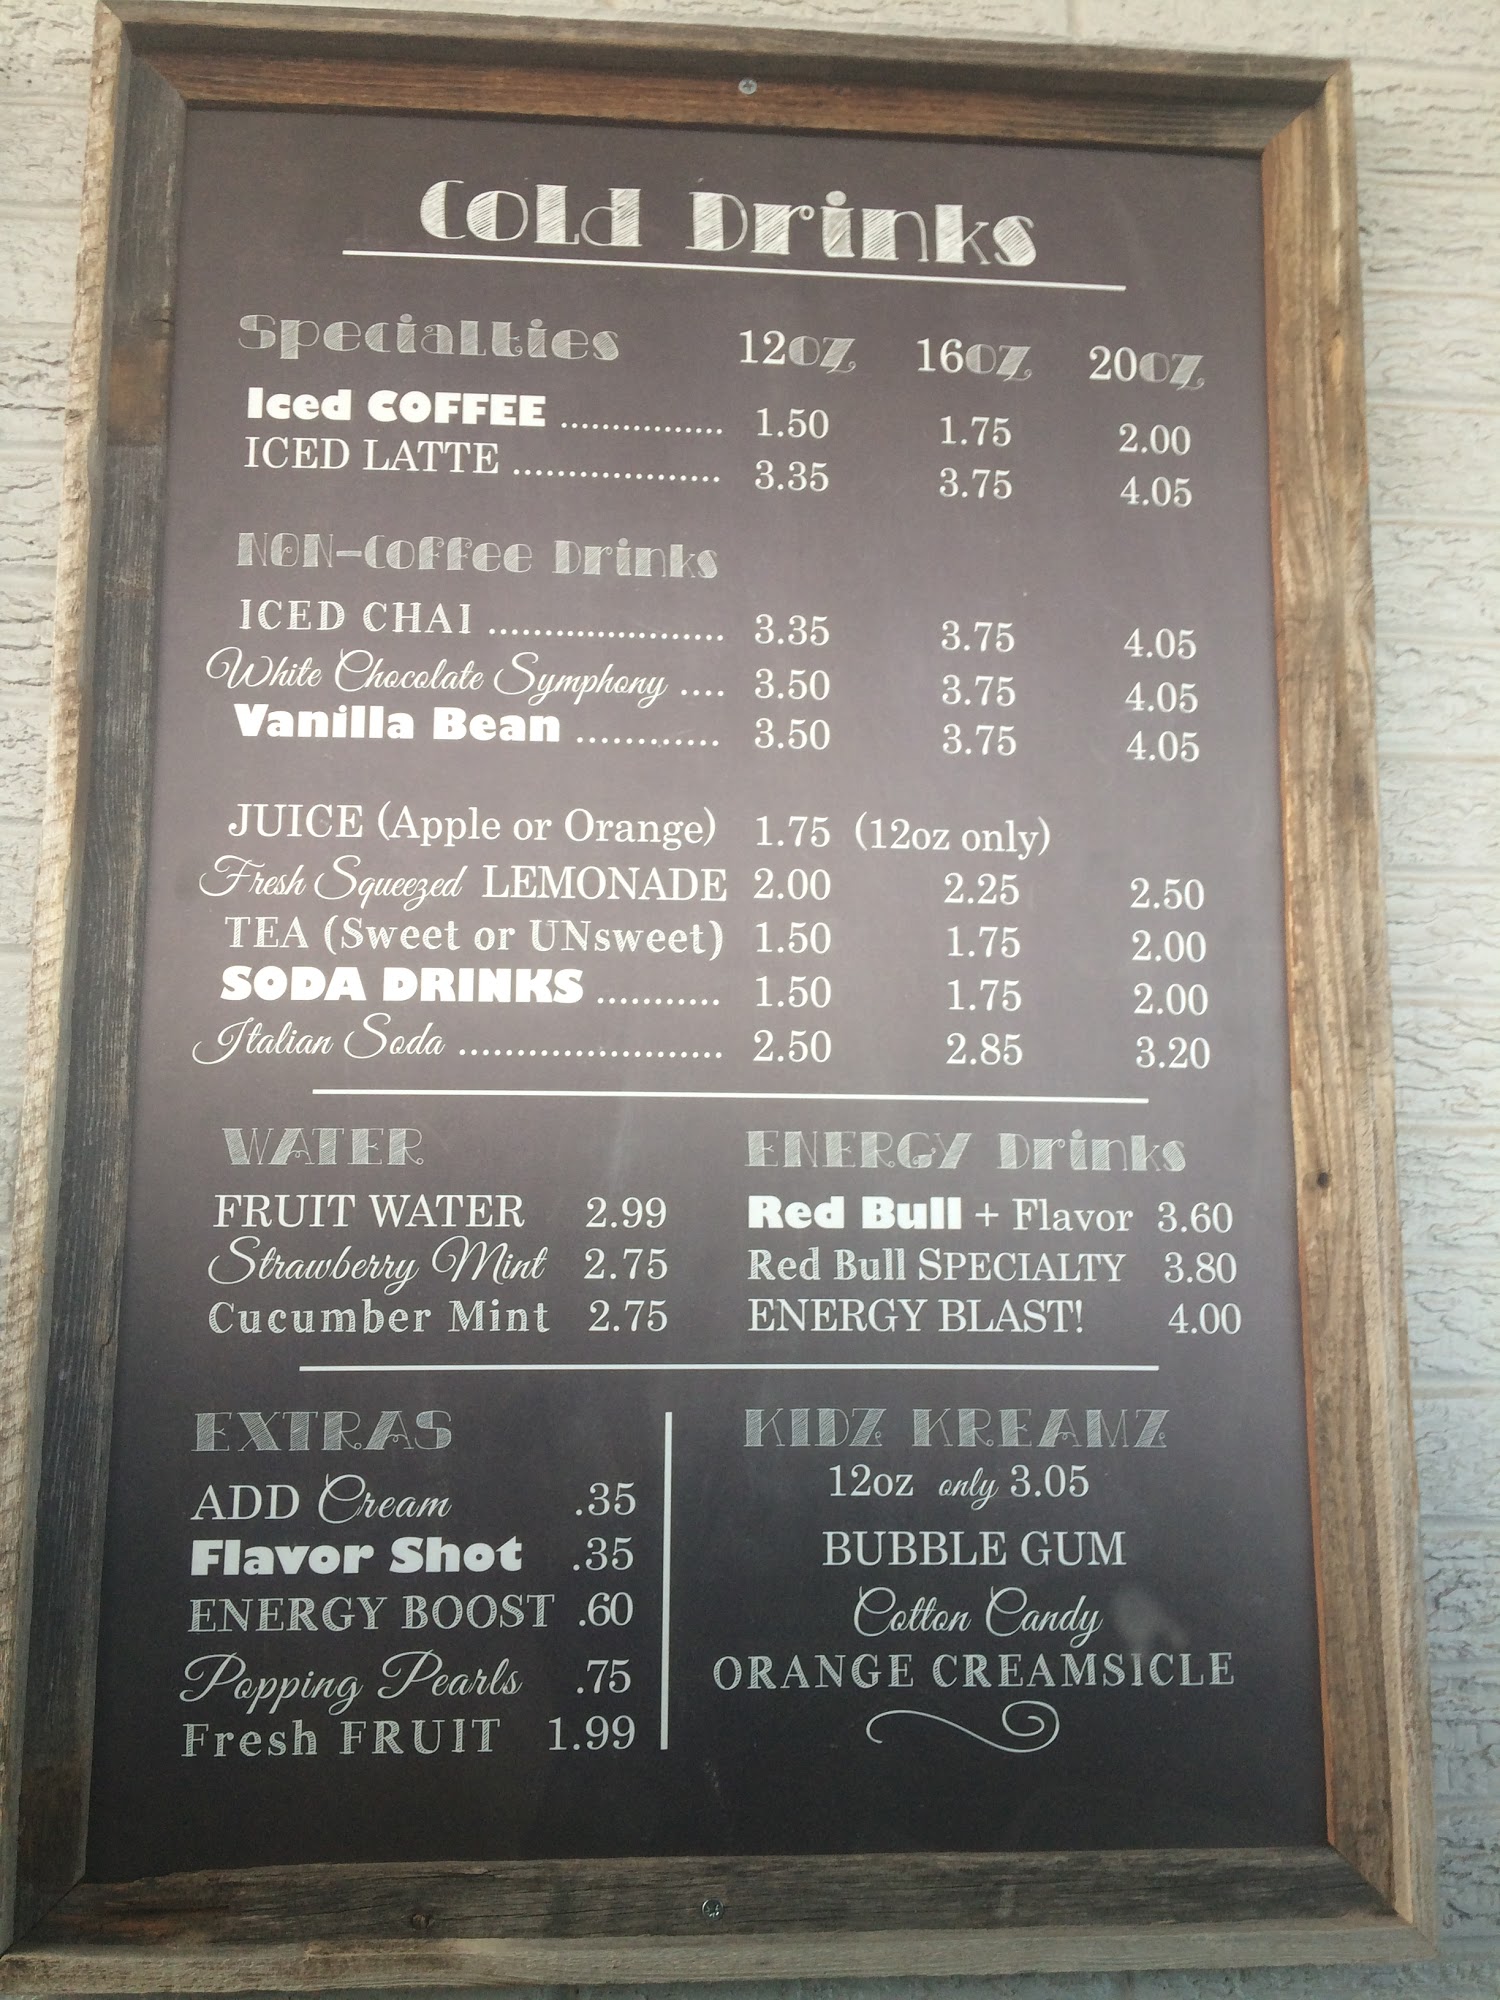 Cold Drinks
Specialties 12oz 16oz 20oz
Iced COFFEE ................ 1.50 1.75 2.00
ICED LATTE ................... 3.35 3.75 4.05
NON-Coffee Drinks
ICED CHAI ...................... 3.35 3.75 4.05
White Chocolate Symphony .... 3.50 3.75 4.05
Vanilla Bean ............. 3.50 3.75 4.05
JUICE (Apple or Orange) 1.75 (12oz only)
Fresh Squeezed LEMONADE 2.00 2.25 2.50
TEA (Sweet or UNsweet) 1.50 1.75 2.00
SODA DRINKS ........... 1.50 1.75 2.00
Italian Soda ........................ 2.50 2.85 3.20
WATER
FRUIT WATER 2.99
Strawberry Mint 2.75
Cucumber Mint 2.75
ENERGY Drinks
Red Bull + Flavor 3.60
Red Bull SPECIALTY 3.80
ENERGY BLAST! 4.00
EXTRAS
ADD Cream .35
Flavor Shot .35
ENERGY BOOST .60
Popping Pearls .75
Fresh FRUIT 1.99
KIDZ KREAMZ
12oz only 3.05
BUBBLE GUM
Cotton Candy
ORANGE CREAMSICLE